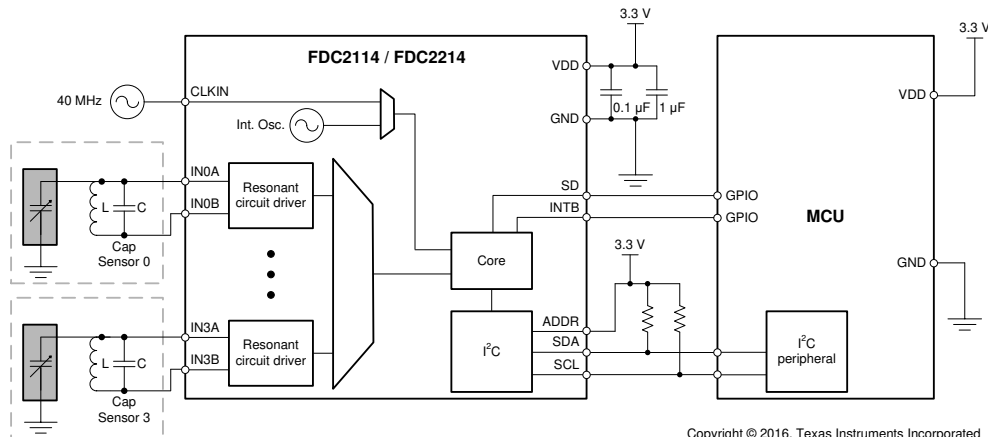 3.3 V
3.3 V
FDC2114 / FDC2214
VDD
VDD
40 MHz
CLKIN
0.1 µF
1 µF
Int. Osc.
GND
IN0A
Resonant
circuit driver
L
C
IN0B
SD
GPIO
INTB
GPIO
MCU
Cap
Sensor 0
Core
3.3 V
GND
IN3A
Resonant
circuit driver
L
C
IN3B
ADDR
I²C
SDA
SCL
I²C
peripheral
Cap
Sensor 3
Copyright © 2016, Texas Instruments Incorporated